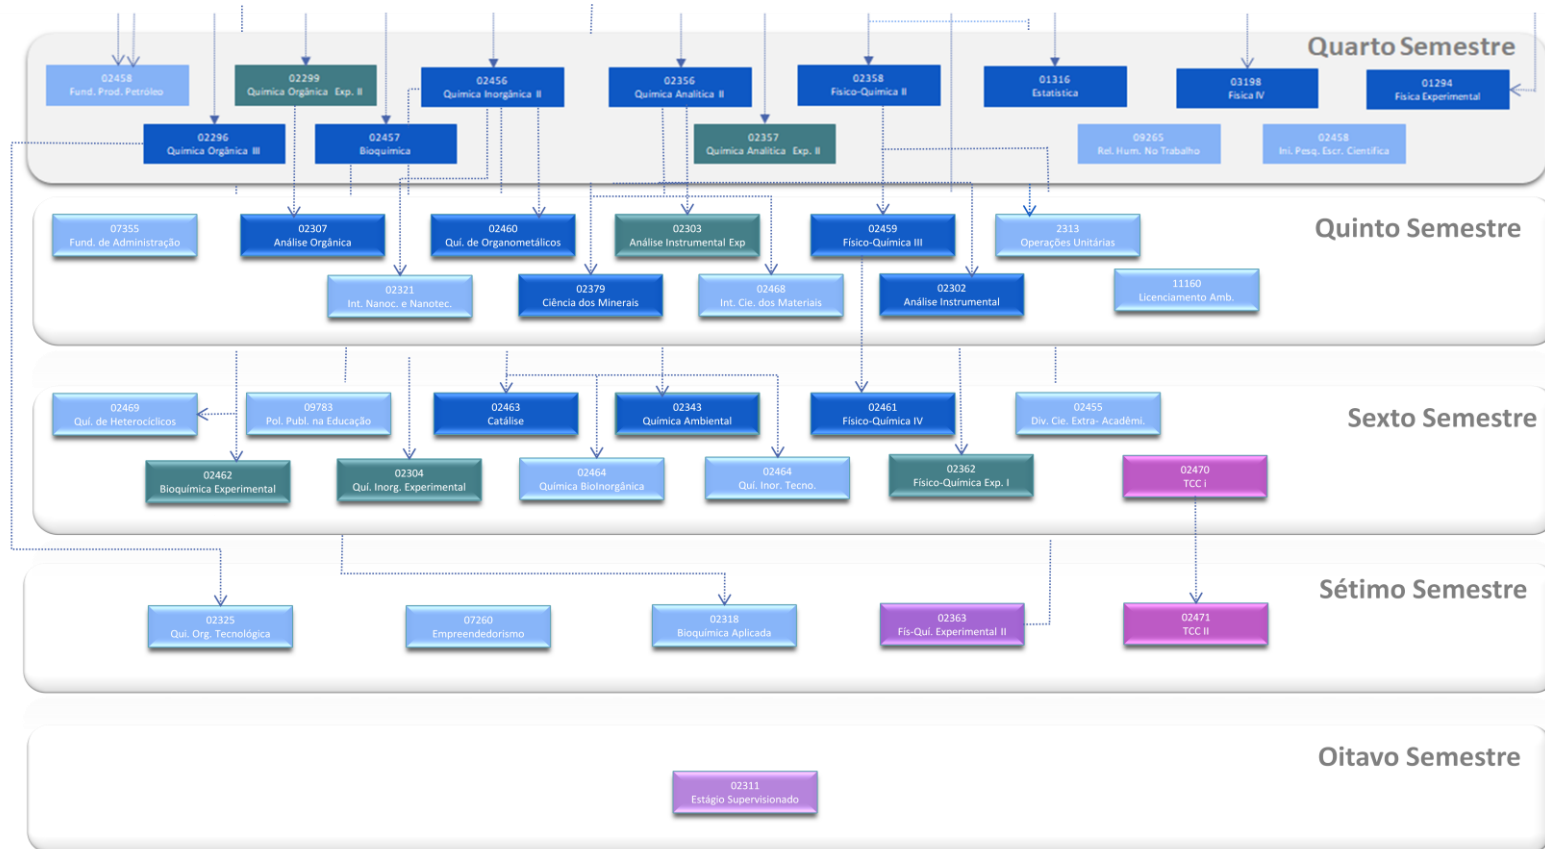 Quarto Semestre
02458
Fund. Prod. Petróleo
02299
Química Orgânica Exp. II
02456
Química Inorgânica II
02356
Química Analítica II
02358
Físico-Química II
01316
Estatística
03198
Física IV
01294
Física Experimental
02296
Química Orgânica III
02457
Bioquímica
02357
Química Analítica Exp. II
09265
Rel. Hum. No Trabalho
02458
Ini. Pesq. Escr. Científica
Quinto Semestre
07355
Fund. de Administração
02307
Análise Orgânica
02460
Quí. de Organometálicos
02303
Análise Instrumental Exp
02459
Físico-Química III
2313
Operações Unitárias
02321
Int. Nanoc. e Nanotec.
02379
Ciência dos Minerais
02468
Int. Cie. dos Materiais
02302
Análise Instrumental
11160
Licenciamento Amb.
Sexto Semestre
02469
Quí. de Heterocíclicos
09783
Pol. Publ. na Educação
02463
Catálise
02343
Química Ambiental
02461
Físico-Química IV
02455
Div. Cie. Extra- Acadêmi.
02462
Bioquímica Experimental
02304
Quí. Inorg. Experimental
02464
Química BioInorgânica
02464
Quí. Inor. Tecno.
02362
Físico-Química Exp. I
02470
TCC i
Sétimo Semestre
02325
Qui. Org. Tecnológica
07260
Empreendedorismo
02318
Bioquímica Aplicada
02363
Fís-Quí. Experimental II
02471
TCC II
Oitavo Semestre
02311
Estágio Supervisionado